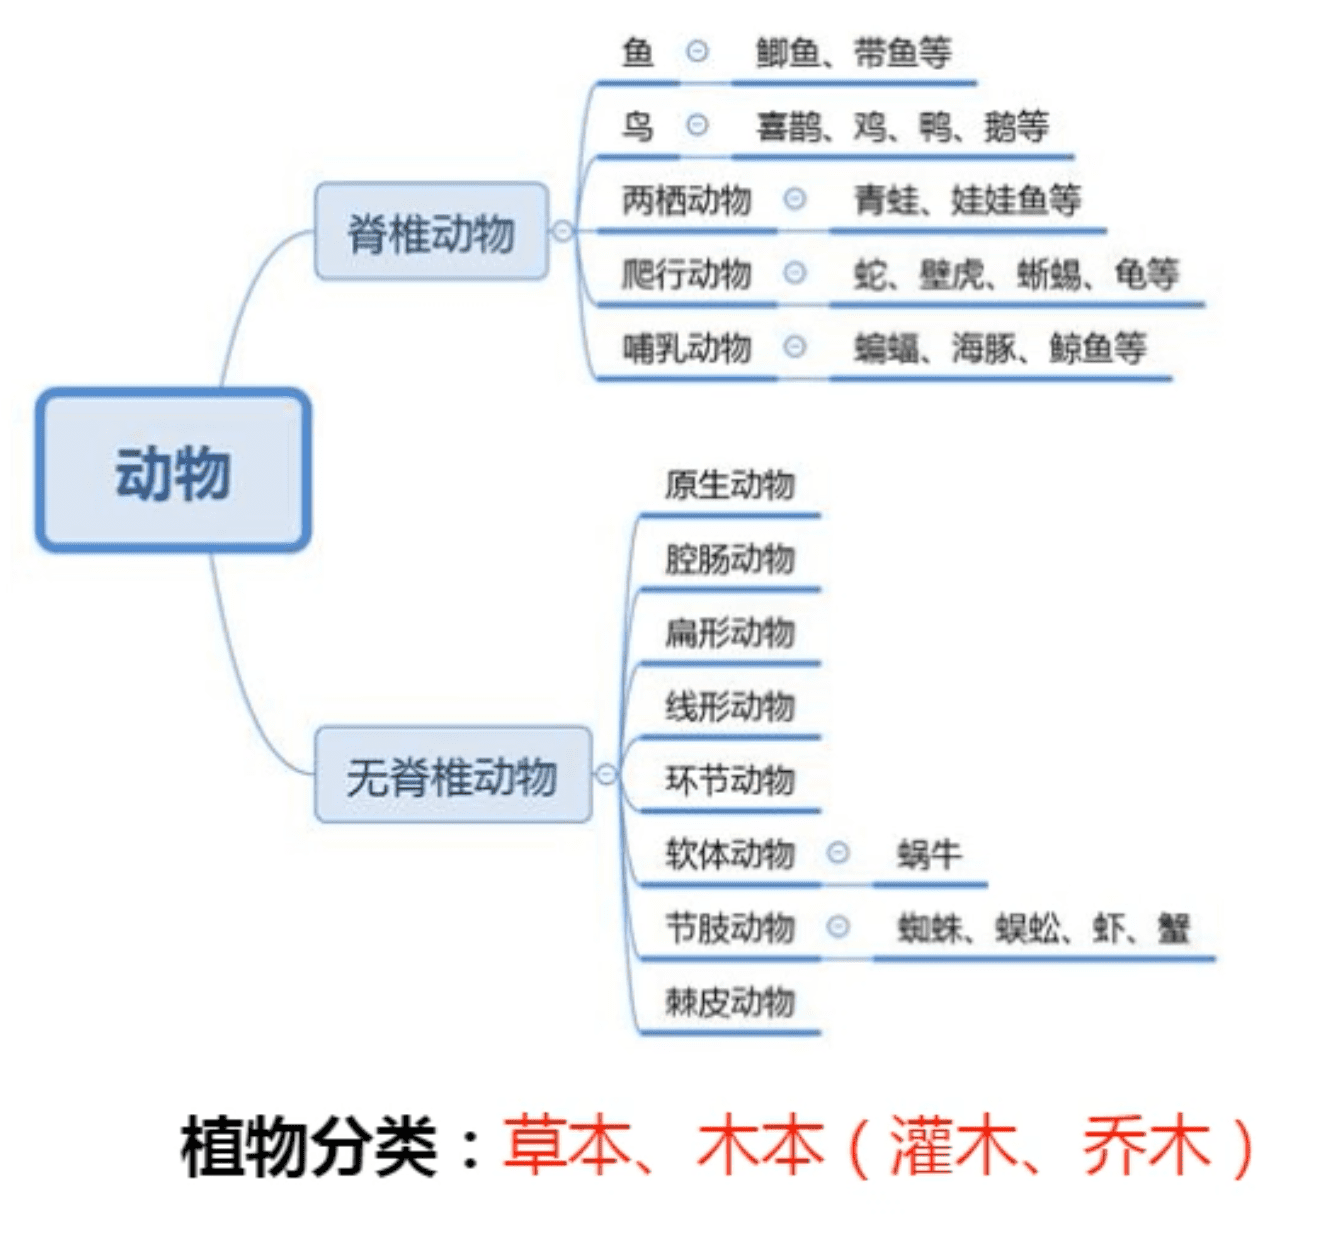 鱼 鲫鱼、带鱼等
鸟 喜鹊、鸡、鸭、鹅等
两栖动物 青蛙、娃娃鱼等
脊椎动物
爬行动物 蛇、壁虎、蜥蜴、龟等
哺乳动物 蝙蝠、海豚、鲸鱼等
动物
原生动物
腔肠动物
扁形动物
线形动物
无脊椎动物
环节动物
软体动物 蜗牛
节肢动物 蜘蛛、蜈蚣、虾、蟹
棘皮动物
植物分类：草本、木本（灌木、乔木）